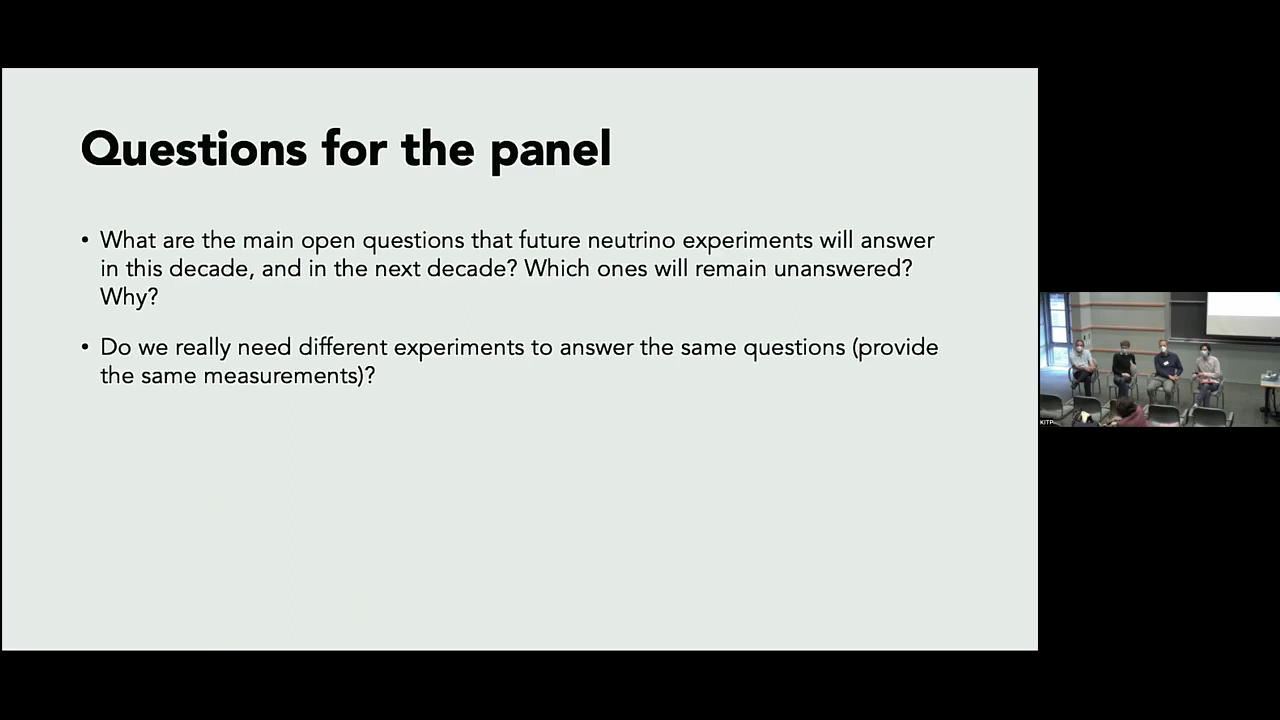 Questions for the panel
• What are the main open questions that future neutrino experiments will answer
in this decade, and in the next decade? Which ones will remain unanswered?
Why?
• Do we really need different experiments to answer the same questions (provide
the same measurements)?
KITP